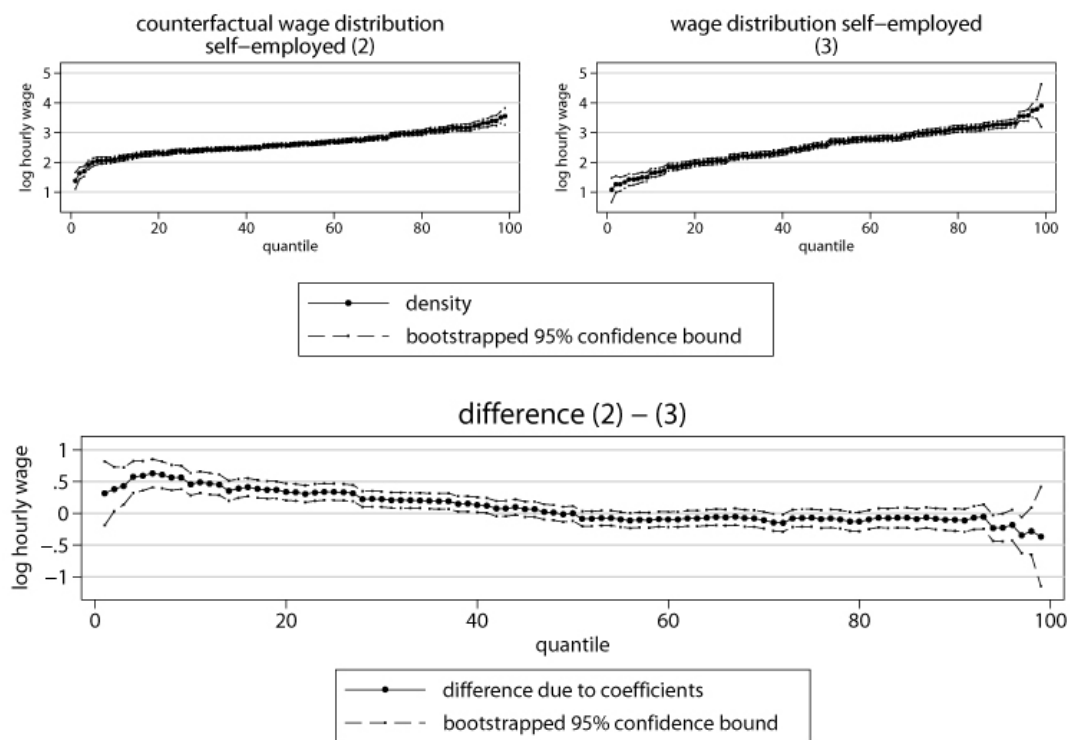 counterfactual wage distribution
self−employed (2)
wage distribution self−employed
(3)
log hourly wage
5
4
3
2
1
0 20 40 60 80 100
quantile
log hourly wage
5
4
3
2
1
0 20 40 60 80 100
quantile
density
bootstrapped 95% confidence bound
difference (2) − (3)
log hourly wage
1
.5
0
−.5
−1
0 20 40 60 80 100
quantile
difference due to coefficients
bootstrapped 95% confidence bound